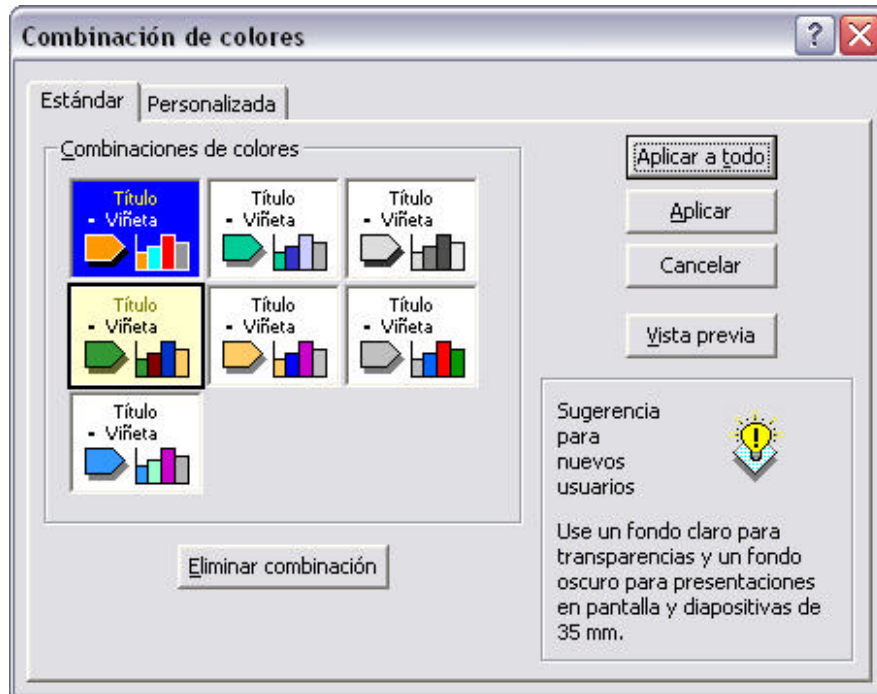 Combinación de colores
Estándar
Personalizada
Combinaciones de colores
Título
- Viñeta
Título
- Viñeta
Título
- Viñeta
Título
- Viñeta
Título
- Viñeta
Título
- Viñeta
Título
- Viñeta
Eliminar combinación
Aplicar a todo
Aplicar
Cancelar
Vista previa
Sugerencia
para
nuevos
usuarios
Use un fondo claro para
transparencias y un fondo
oscuro para presentaciones
en pantalla y diapositivas de
35 mm.